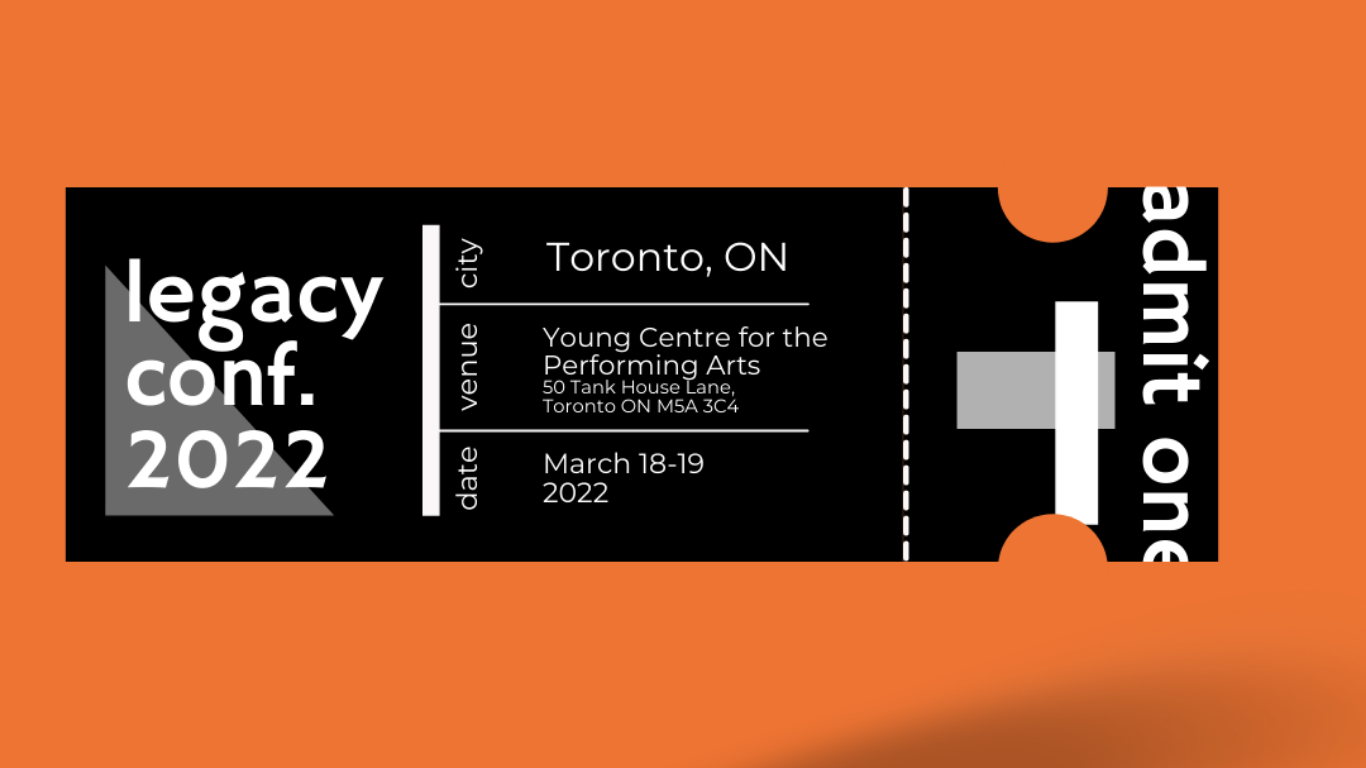 legacy
conf.
2022
city
Toronto, ON
venue
Young Centre for the
Performing Arts
50 Tank House Lane,
Toronto ON M5A 3C4
date
March 18-19
2022
admit one